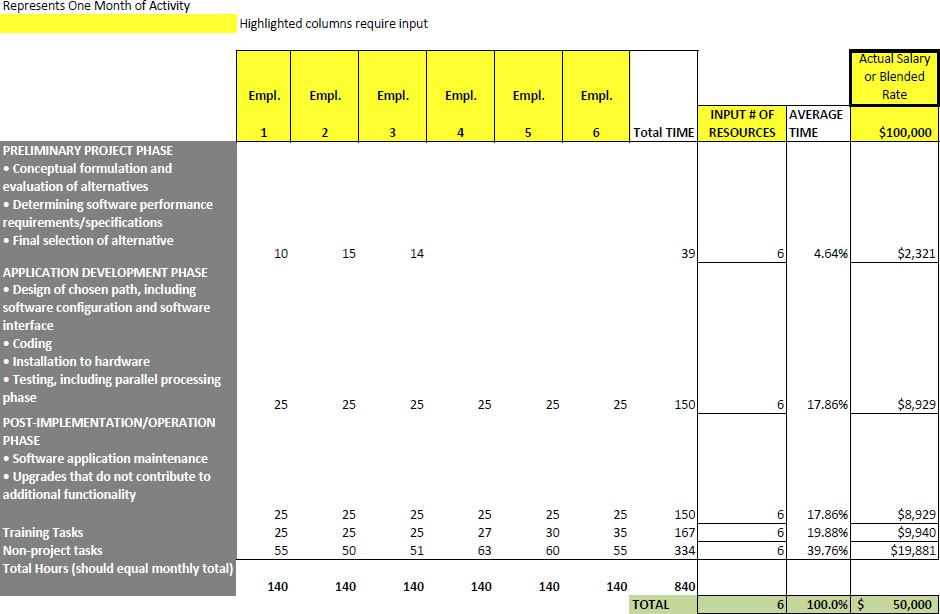 Represents One Month of Activity
Highlighted columns require input
Actual Salary
or Blended
Rate
Empl. Empl. Empl. Empl. Empl. Empl.
INPUT # OF AVERAGE
1 2 3 4 5 6 Total TIME RESOURCES TIME $100,000
PRELIMINARY PROJECT PHASE
• Conceptual formulation and
evaluation of alternatives
• Determining software performance
requirements/specifications
• Final selection of alternative
10 15 14 39 6 4.64% $2,321
APPLICATION DEVELOPMENT PHASE
• Design of chosen path, including
software configuration and software
interface
• Coding
• Installation to hardware
• Testing, including parallel processing
phase
25 25 25 25 25 25 150 6 17.86% $8,929
POST-IMPLEMENTATION/OPERATION
PHASE
• Software application maintenance
• Upgrades that do not contribute to
additional functionality
25 25 25 25 25 25 150 6 17.86% $8,929
Training Tasks 25 25 25 27 30 35 167 6 19.88% $9,940
Non-project tasks 55 50 51 63 60 55 334 6 39.76% $19,881
Total Hours (should equal monthly total)
140 140 140 140 140 140 840
TOTAL 6 100.0% $ 50,000